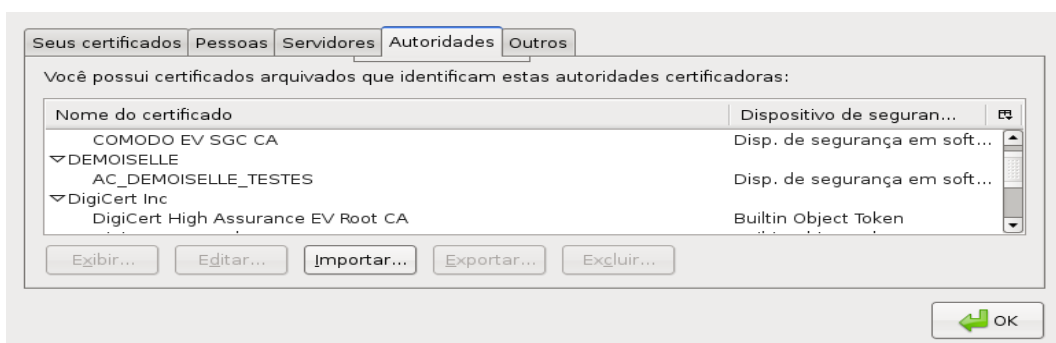 Seus certificados Pessoas Servidores Autoridades Outros
Você possui certificados arquivados que identificam estas autoridades certificadoras:
Nome do certificado Dispositivo de seguran...
COMODO EV SGC CA Disp. de segurança em soft...
DEMOISELLE
AC_DEMOISELLE_TESTES Disp. de segurança em soft...
DigiCert Inc
DigiCert High Assurance EV Root CA Builtin Object Token
Exibir... Editar... Importar... Exportar... Excluir...
OK